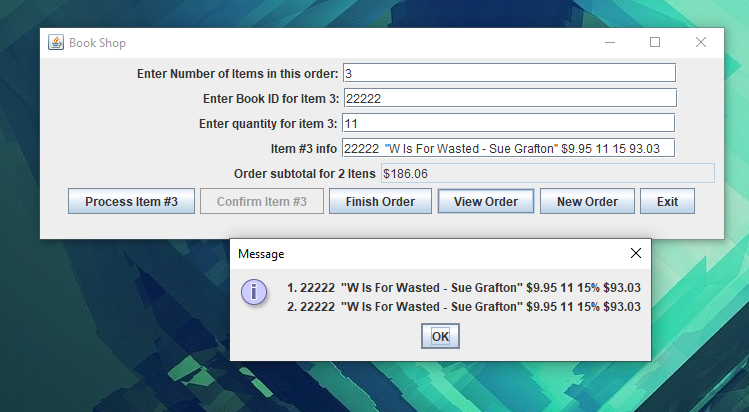 Book Shop
Enter Number of Items in this order: 3
Enter Book ID for Item 3: 22222
Enter quantity for item 3: 11
Item #3 info 22222 "W Is For Wasted - Sue Grafton" $9.95 11 15 93.03
Order subtotal for 2 Itens $186.06
Process Item #3 Confirm Item #3 Finish Order View Order New Order Exit
Message
1. 22222 "W Is For Wasted - Sue Grafton" $9.95 11 15% $93.03
2. 22222 "W Is For Wasted - Sue Grafton" $9.95 11 15% $93.03
OK